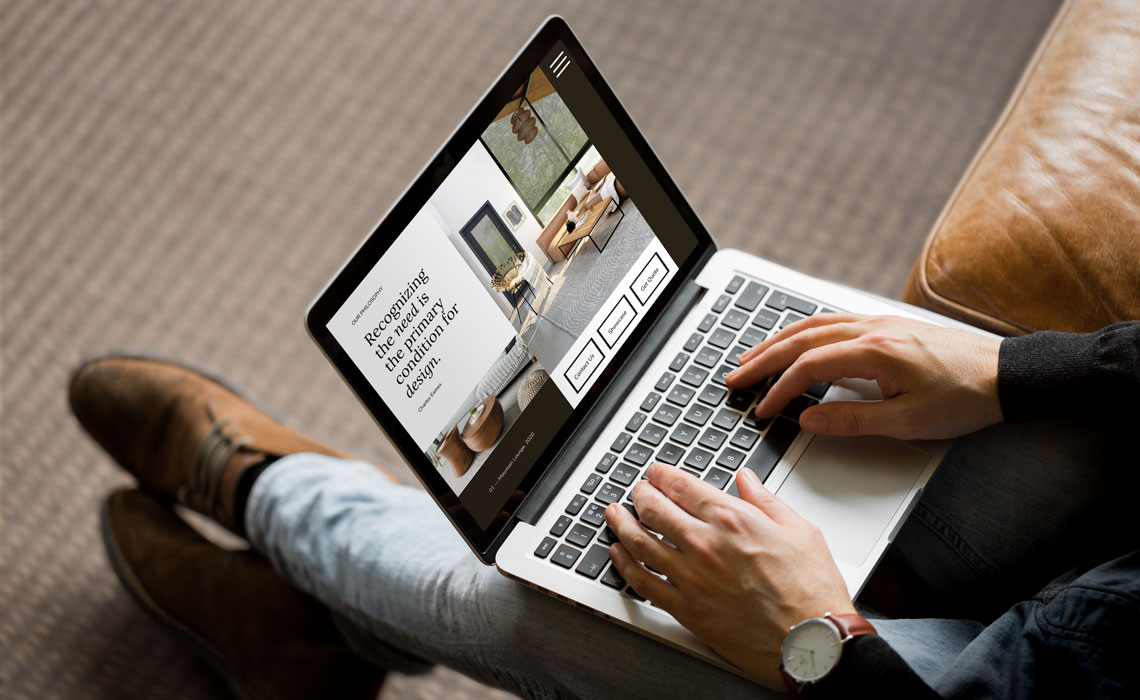 OUR PHILOSOPHY
Recognizing
the need is
the primary
condition for
design.
Charles Eames
Contact Us
Showcase
Get Quote
01 — Mountain Lounge, 2020